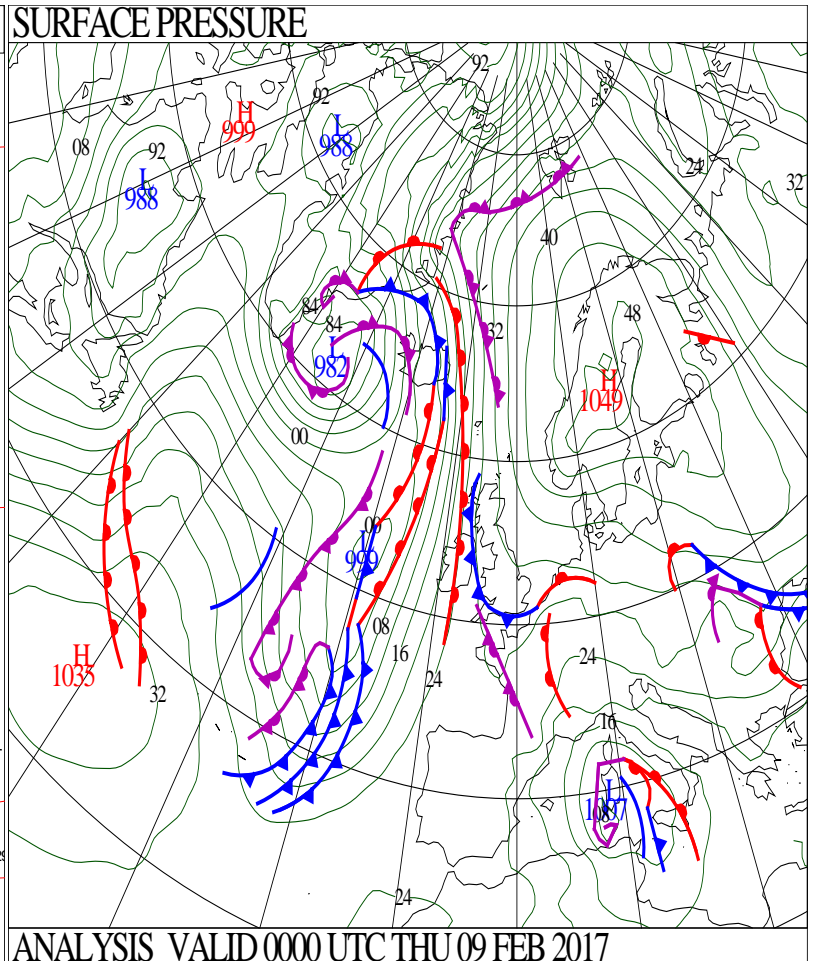 SURFACE PRESSURE
92
92
H
999
L
988
08
92
24
32
L
988
40
84
48
84
32
L
982
H
1049
00
00
L
999
08
16
24
24
H
1035
32
16
L
1007
24
ANALYSIS VALID 0000 UTC THU 09 FEB 2017